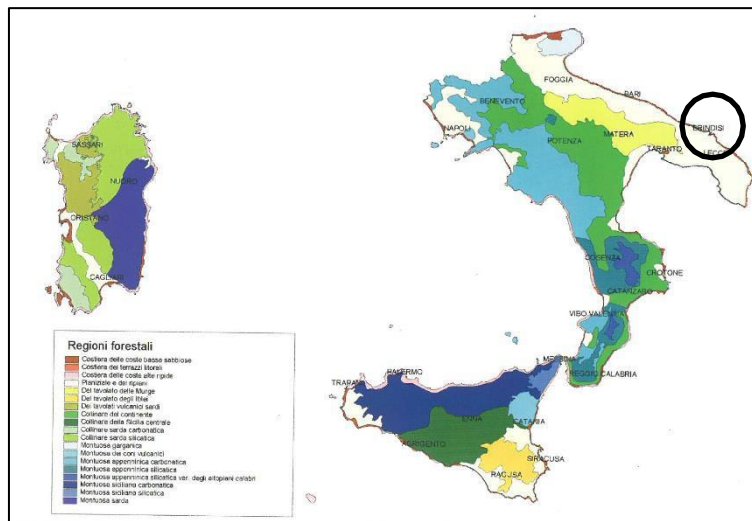 FOGGIA
BARI
BENEVENTO
NAPOLI
BRINDISI
MATERA
POTENZA
TARANTO
LECCE
SASSARI
NUORO
ORISTANO
CAGLIARI
COSENZA
CROTONE
CATANZARO
VIBO VALENTIA
MESSINA
REGGIO CALABRIA
PALERMO
TRAPANI
ENNA
CATANIA
AGRIGENTO
SIRACUSA
RAGUSA
Regioni forestali
Costiera delle coste basse sabbiose
Costiera dei terrazzi litorali
Costiera delle coste alte ripide
Planiziale e dei ripiani
Del tavolato delle Murge
Del tavolato degli Iblei
Dei tavolati vulcanici sardi
Collinare del continente
Collinare della Sicilia centrale
Collinare sarda carbonatica
Collinare sarda silicatica
Montuosa garganica
Montuosa dei coni vulcanici
Montuosa appenninica carbonatica
Montuosa appenninica silicatica
Montuosa appenninica silicatica var. degli altopiani calabri
Montuosa siciliana carbonatica
Montuosa siciliana silicatica
Montuosa sarda